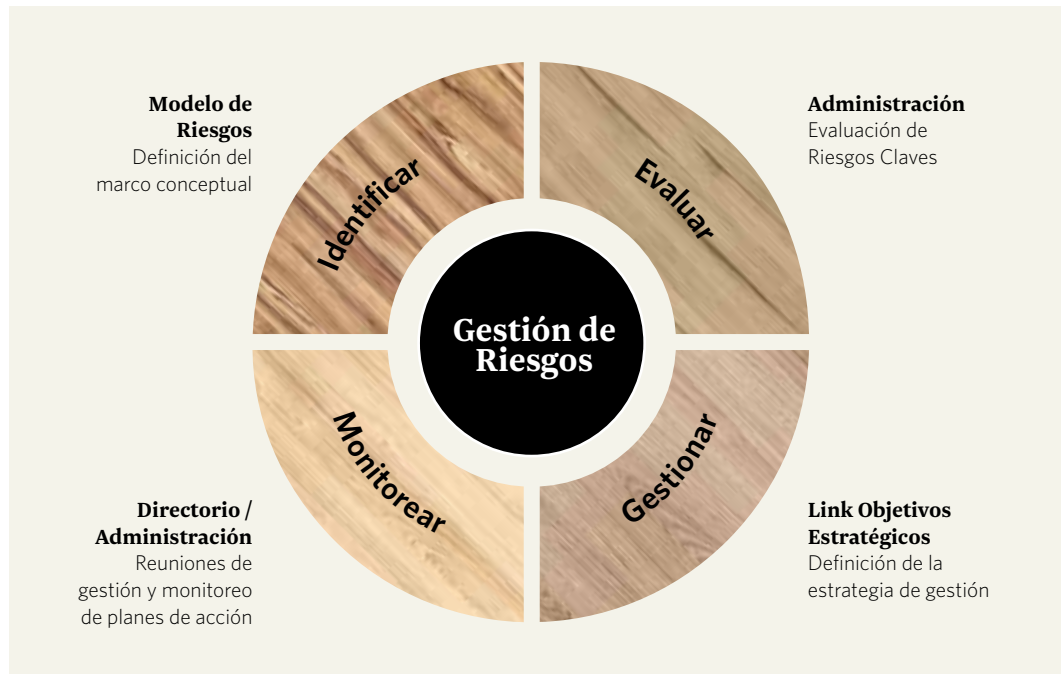 Modelo de
Riesgos
Definición del
marco conceptual
Identificar
Evaluar
Administración
Evaluación de
Riesgos Claves
Gestión de
Riesgos
Directorio /
Administración
Reuniones de
gestión y monitoreo
de planes de acción
Monitorear
Gestionar
Link Objetivos
Estratégicos
Definición de la
estrategia de gestión